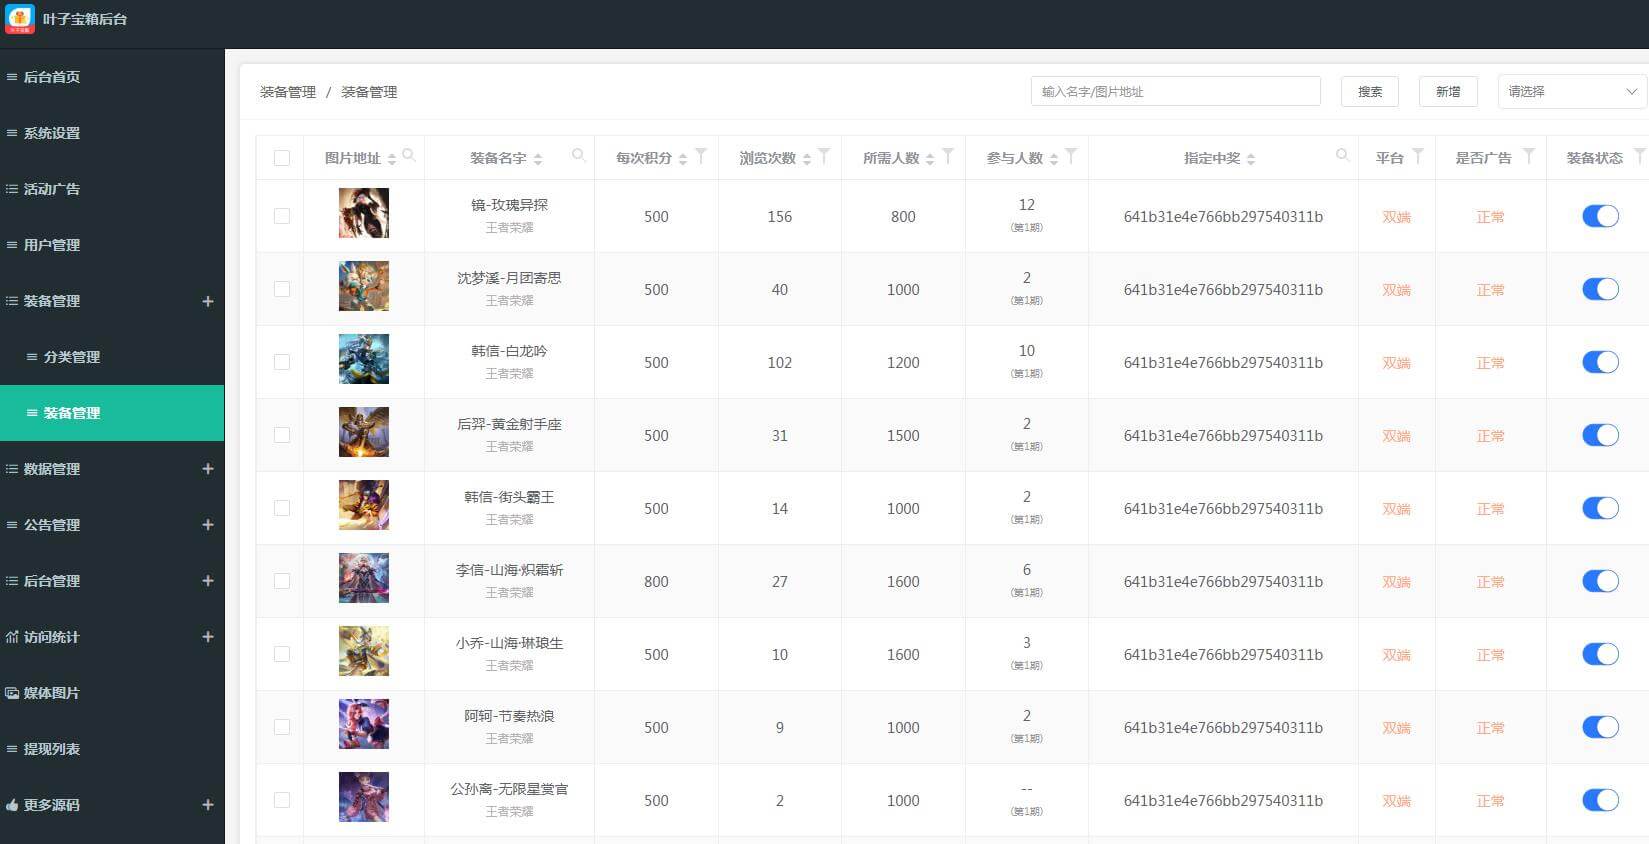 叶子宝箱后台
后台首页
系统设置
活动广告
用户管理
装备管理
分类管理
装备管理
数据管理
公告管理
后台管理
访问统计
媒体图片
提现列表
更多源码
装备管理 / 装备管理
输入名字/图片地址 搜索 新增 请选择
图片地址 装备名字 每次积分 浏览次数 所需人数 参与人数 指定中奖 平台 是否广告 装备状态
镜-玫瑰异探
王者荣耀
500 156 800
12
(第1期)
641b31e4e766bb297540311b 双端 正常
沈梦溪-月团寄思
王者荣耀
500 40 1000
2
(第1期)
641b31e4e766bb297540311b 双端 正常
韩信-白龙吟
王者荣耀
500 102 1200
10
(第1期)
641b31e4e766bb297540311b 双端 正常
后羿-黄金射手座
王者荣耀
500 31 1500
2
(第1期)
641b31e4e766bb297540311b 双端 正常
韩信-街头霸王
王者荣耀
500 14 1000
2
(第1期)
641b31e4e766bb297540311b 双端 正常
李信-山海·炽霜斩
王者荣耀
800 27 1600
6
(第1期)
641b31e4e766bb297540311b 双端 正常
小乔-山海·琳琅生
王者荣耀
500 10 1600
3
(第1期)
641b31e4e766bb297540311b 双端 正常
阿轲-节奏热浪
王者荣耀
500 9 1000
2
(第1期)
641b31e4e766bb297540311b 双端 正常
公孙离-无限星赏官
王者荣耀
500 2 1000
--
(第1期)
641b31e4e766bb297540311b 双端 正常